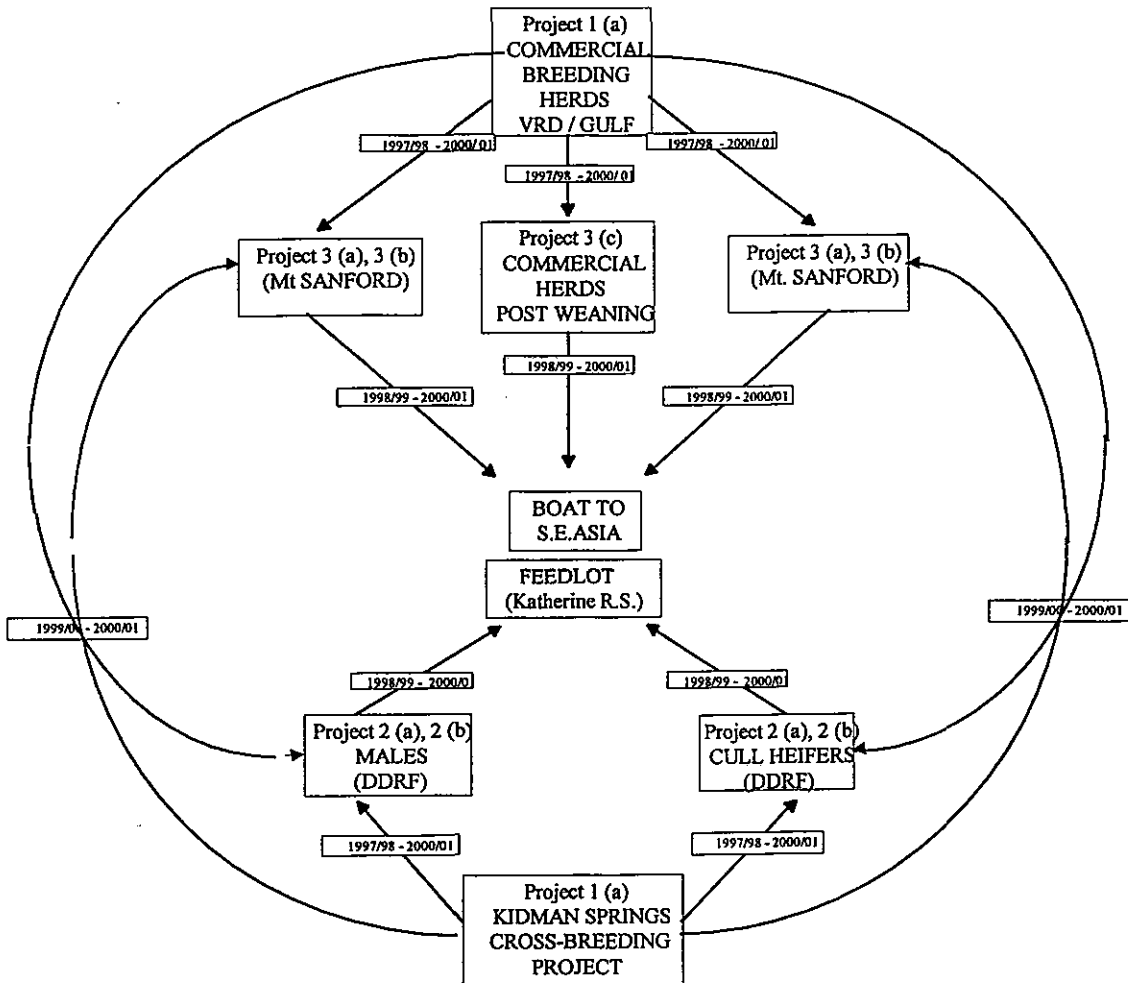 Project 1 (a)
COMMERCIAL
BREEDING
HERDS
VRD / GULF
1997/98 - 2000/01
1997/98 - 2000/01
1997/98 - 2000/01
Project 3 (a), 3 (b)
(Mt SANFORD)
Project 3 (c)
COMMERCIAL
HERDS
POST WEANING
Project 3 (a), 3 (b)
(Mt. SANFORD)
1998/99 - 2000/01
1998/99 - 2000/01
1998/99 - 2000/01
BOAT TO
S.E.ASIA
FEEDLOT
(Katherine R.S.)
1999/00 - 2000/01
1999/00 - 2000/01
1998/99 - 2000/0
1998/99 - 2000/0
Project 2 (a), 2 (b)
MALES
(DDRF)
Project 2 (a), 2 (b)
CULL HEIFERS
(DDRF)
1997/98 - 2000/01
1997/98 - 2000/01
Project 1 (a)
KIDMAN SPRINGS
CROSS-BREEDING
PROJECT